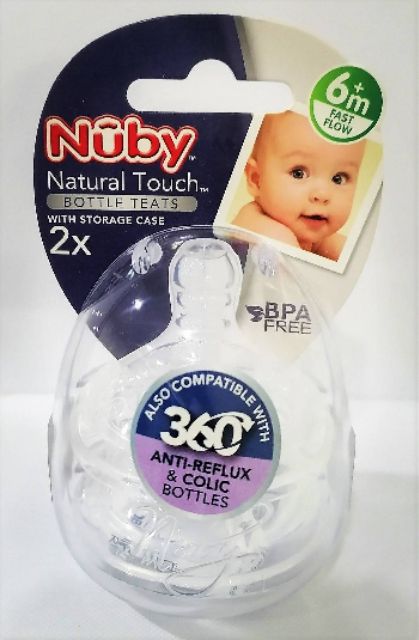 6m+
FAST
FLOW
Nûby™
Natural Touch™
BOTTLE TEATS
WITH STORAGE CASE
2x
BPA
FREE
ALSO COMPATIBLE WITH
360°
ANTI-REFLUX
& COLIC
BOTTLES